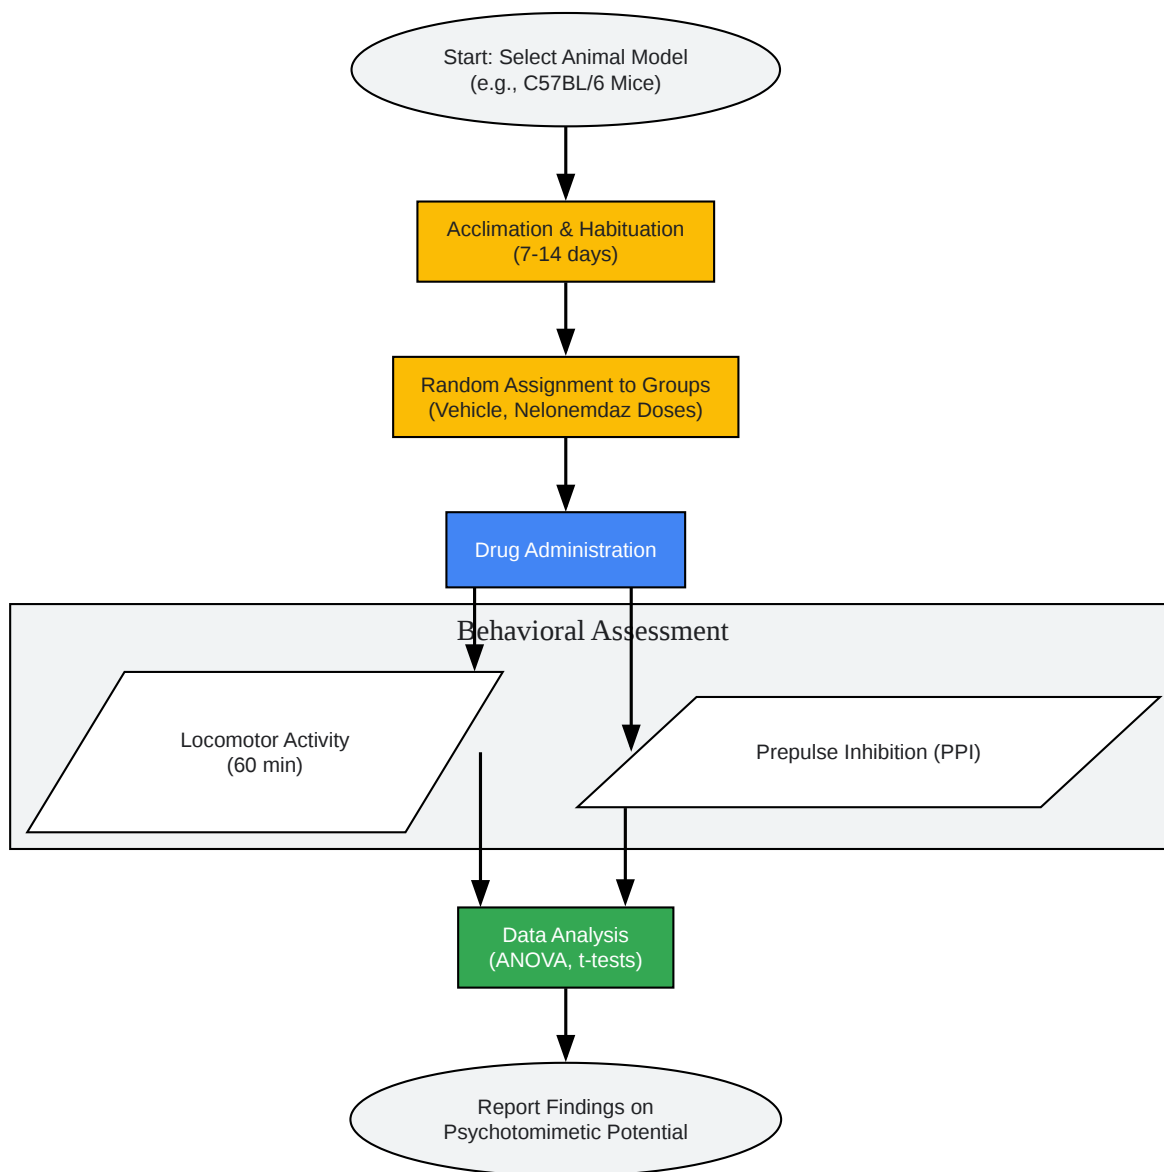 Start: Select Animal Model
(e.g., C57BL/6 Mice)
Acclimation & Habituation
(7-14 days)
Random Assignment to Groups
(Vehicle, Nelonemdaz Doses)
Drug Administration
Behavioral Assessment
Locomotor Activity
(60 min)
Prepulse Inhibition (PPI)
Data Analysis
(ANOVA, t-tests)
Report Findings on
Psychotomimetic Potential